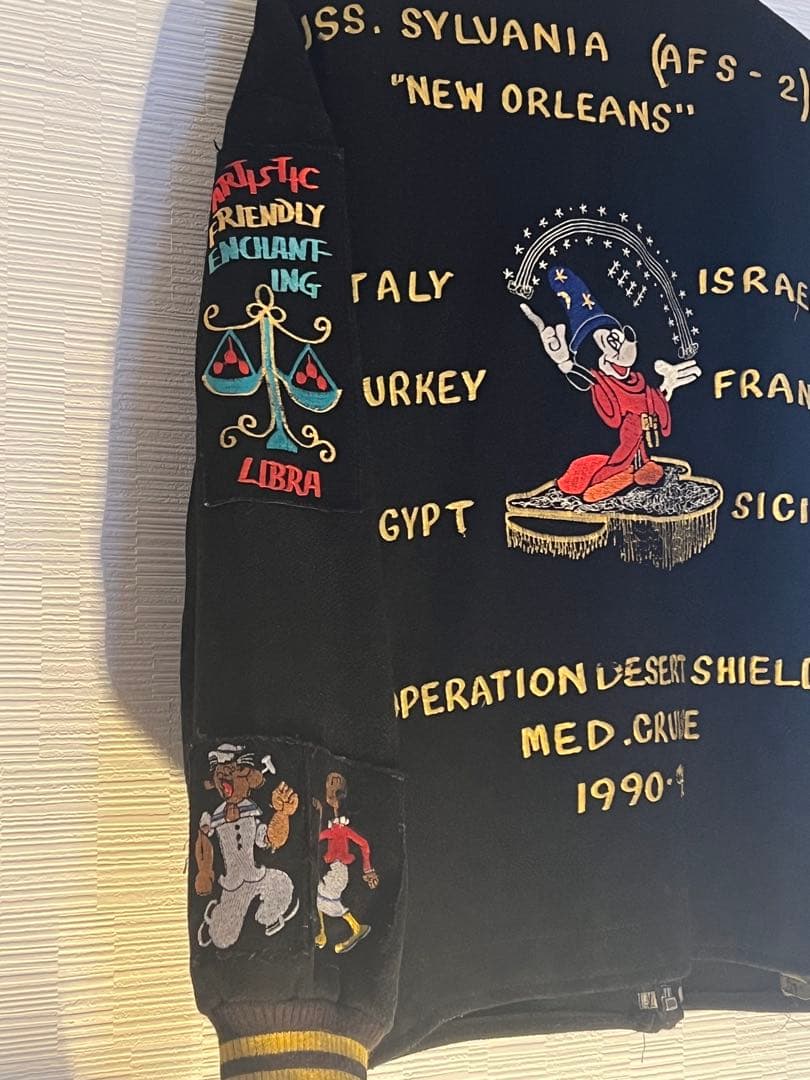 USS. SYLVANIA (AFS-2)
"NEW ORLEANS"
ARTISTIC
FRIENDLY
ENCHANT-
ING
LIBRA
TALY
ISRAE
URKEY
FRAN
GYPT
SICI
OPERATION DESERT SHIELD
MED. CRUISE
1990-